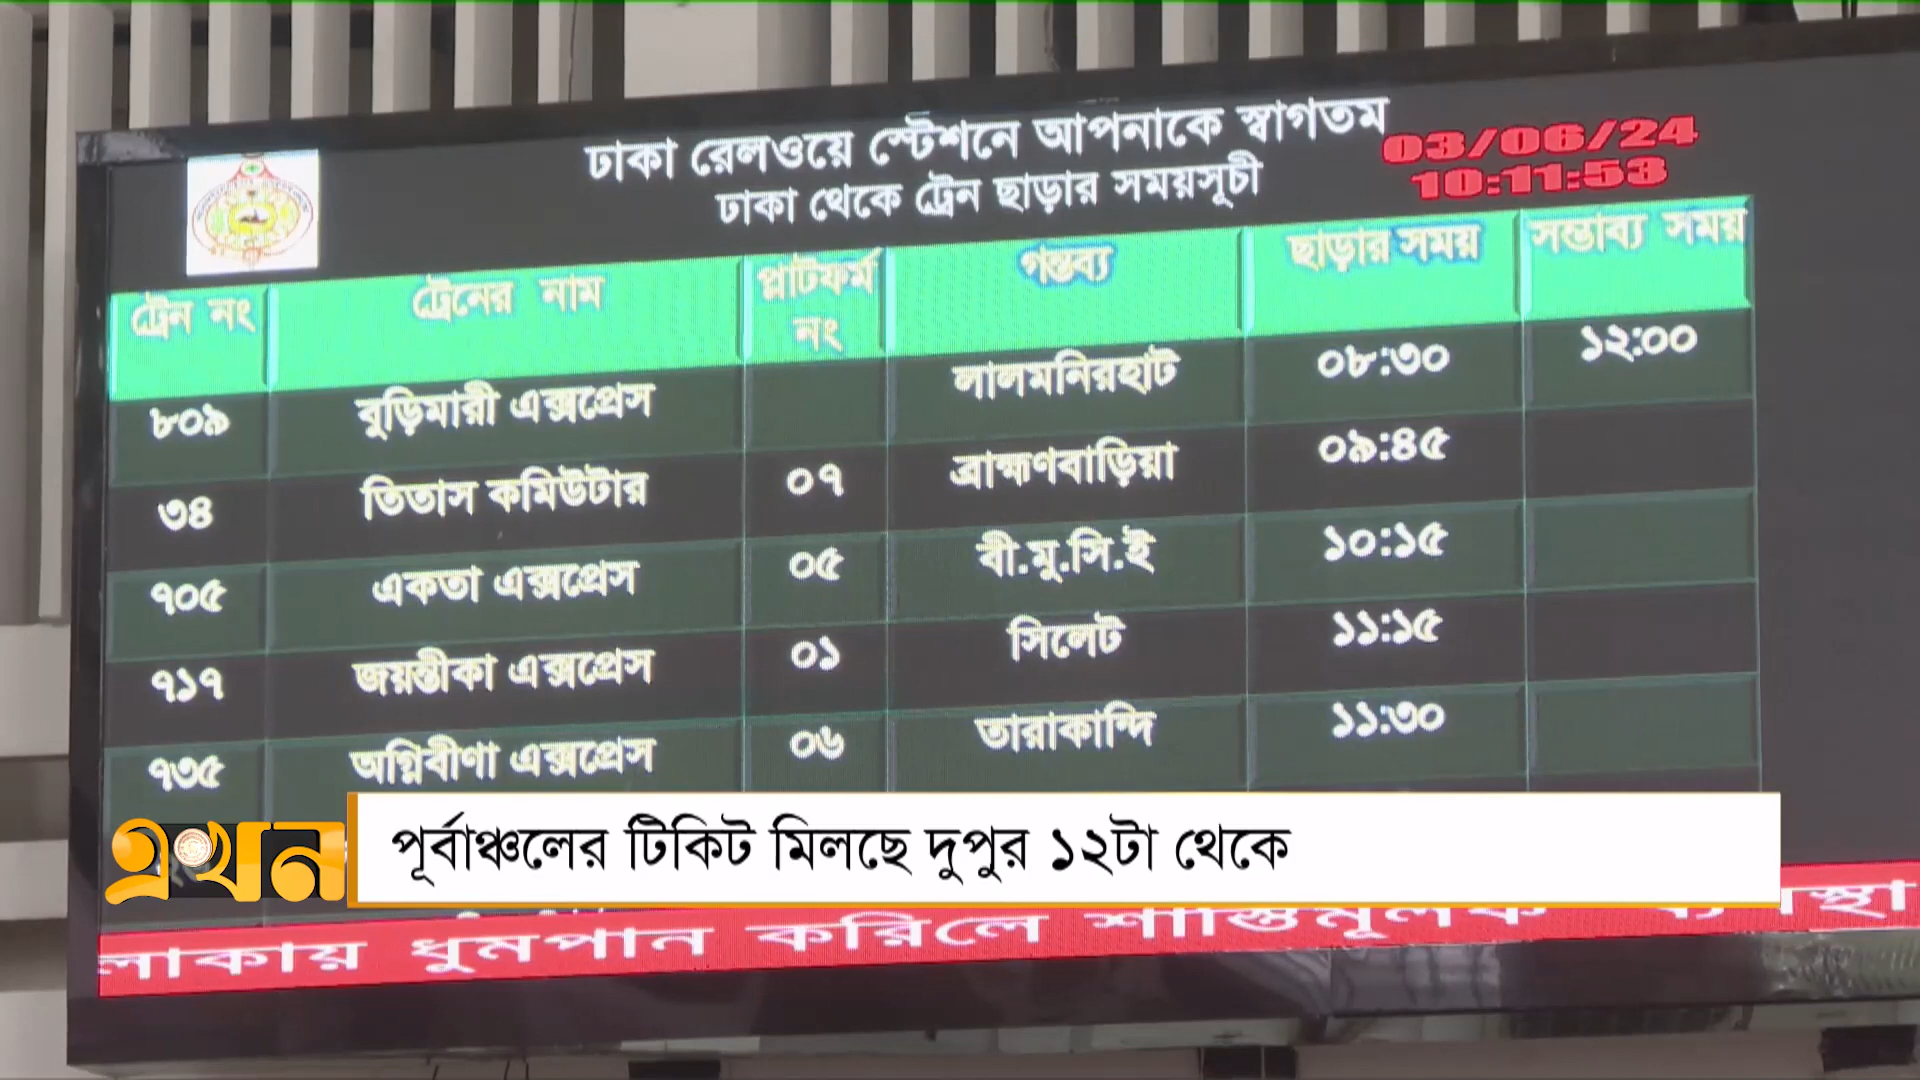 ঢাকা রেলওয়ে স্টেশনে আপনাকে স্বাগতম
03/06/24
ঢাকা থেকে ট্রেন ছাড়ার সময়সূচী
10:11:53
ট্রেন নং ট্রেনের নাম প্লাটফর্ম নং গন্তব্য ছাড়ার সময় সম্ভাব্য সময়
৮০৯ বুড়িমারী এক্সপ্রেস লালমনিরহাট ০৮:৩০ ১২:০০
৩৪ তিতাস কমিউটার ০৭ ব্রাহ্মণবাড়িয়া ০৯:৪৫
৭০৫ একতা এক্সপ্রেস ০৫ বী.মু.সি.ই ১০:১৫
৭১৭ জয়ন্তীকা এক্সপ্রেস ০১ সিলেট ১১:১৫
৭৩৫ অগ্নিবীণা এক্সপ্রেস ০৬ তারাকান্দি ১১:৩০
এখন
পূর্বাঞ্চলের টিকিট মিলছে দুপুর ১২টা থেকে
লাকায় ধুমপান করিলে শাস্তিমূলক ব্যবস্থা